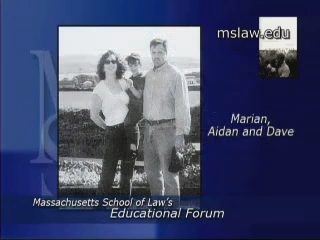 mslaw.edu
Marian,
Aidan and Dave
Massachusetts School of Law's
Educational Forum